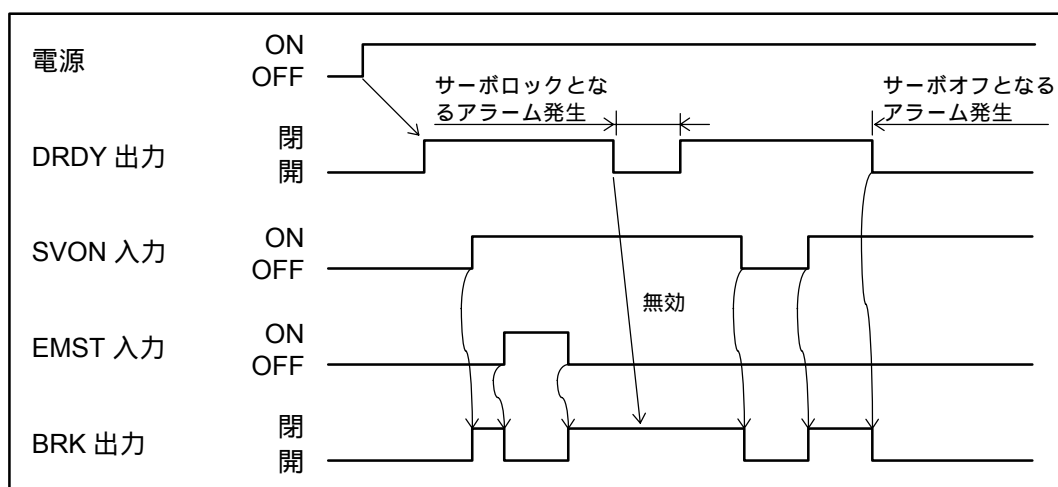 電源
ON
OFF
サーボロックとな
るアラーム発生
サーボオフとなる
アラーム発生
DRDY 出力
閉
開
SVON 入力
ON
OFF
無効
EMST 入力
ON
OFF
BRK 出力
閉
開